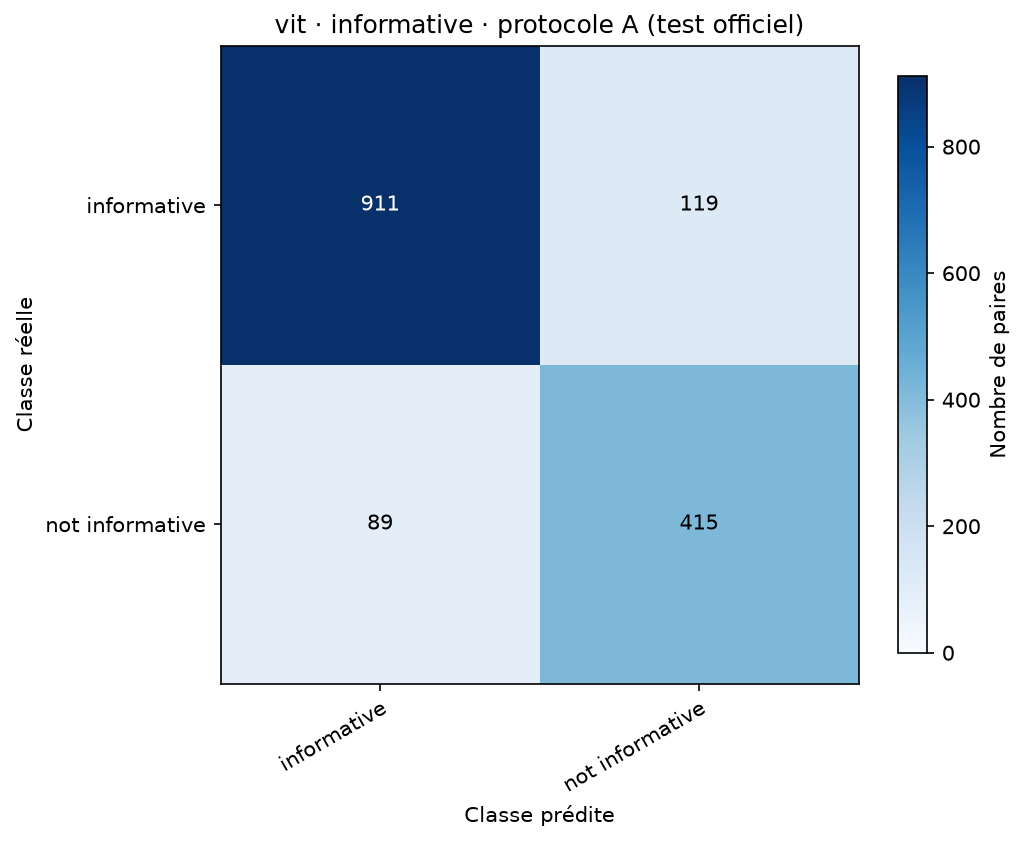 vit · informative · protocole A (test officiel)
Classe réelle
informative
not informative
911
119
89
415
informative
not informative
Classe prédite
800
600
400
200
0
Nombre de paires